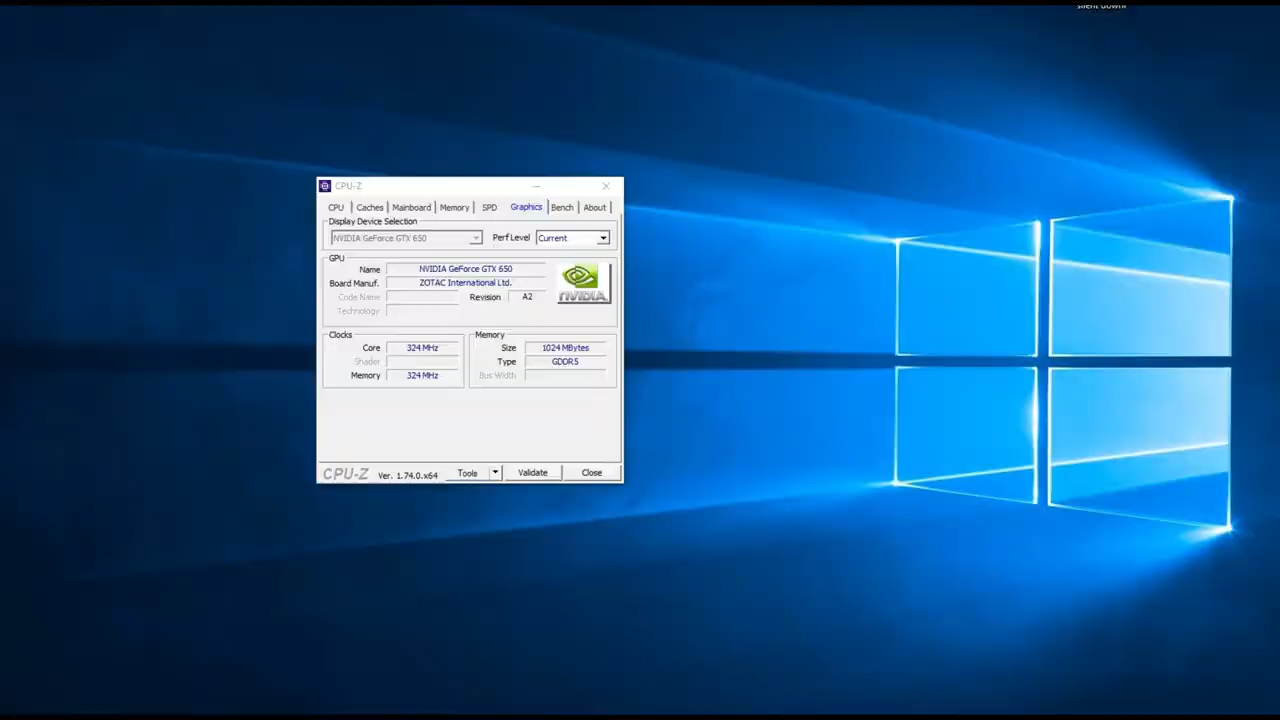 CPU-Z
CPU Caches Mainboard Memory SPD Graphics Bench About
Display Device Selection
NVIDIA GeForce GTX 650 Perf Level Current
GPU
Name NVIDIA GeForce GTX 650
Board Manuf. ZOTAC International Ltd.
Code Name Revision A2
Technology
NVIDIA
Clocks
Core 324 MHz
Shader
Memory 324 MHz
Memory
Size 1024 MBytes
Type GDDR5
Bus Width
CPU-Z Ver. 1.74.0.x64 Tools Validate Close